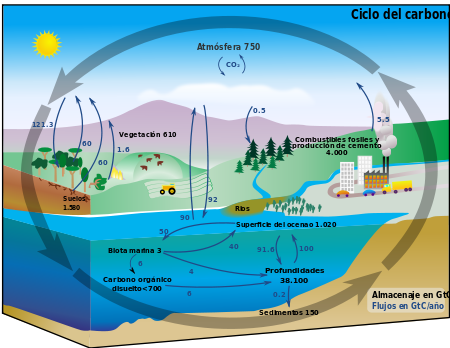 Ciclo del carbono
Atmósfera 750
CO₂
121.3
0.5
5.5
Vegetación 610
60
1.6
60
Combustibles fosiles y
producción de cemento
4.000
Suelos
1.580
92
90
Ríos
50
Superficie del oceano 1.020
40
91.6
100
Biota marina 3
6
4
Carbono orgánico
disuelto<700
6
Profundidades
38.100
0.2
Sedimentos 150
Almacenaje en GtC
Flujos en GtC/año